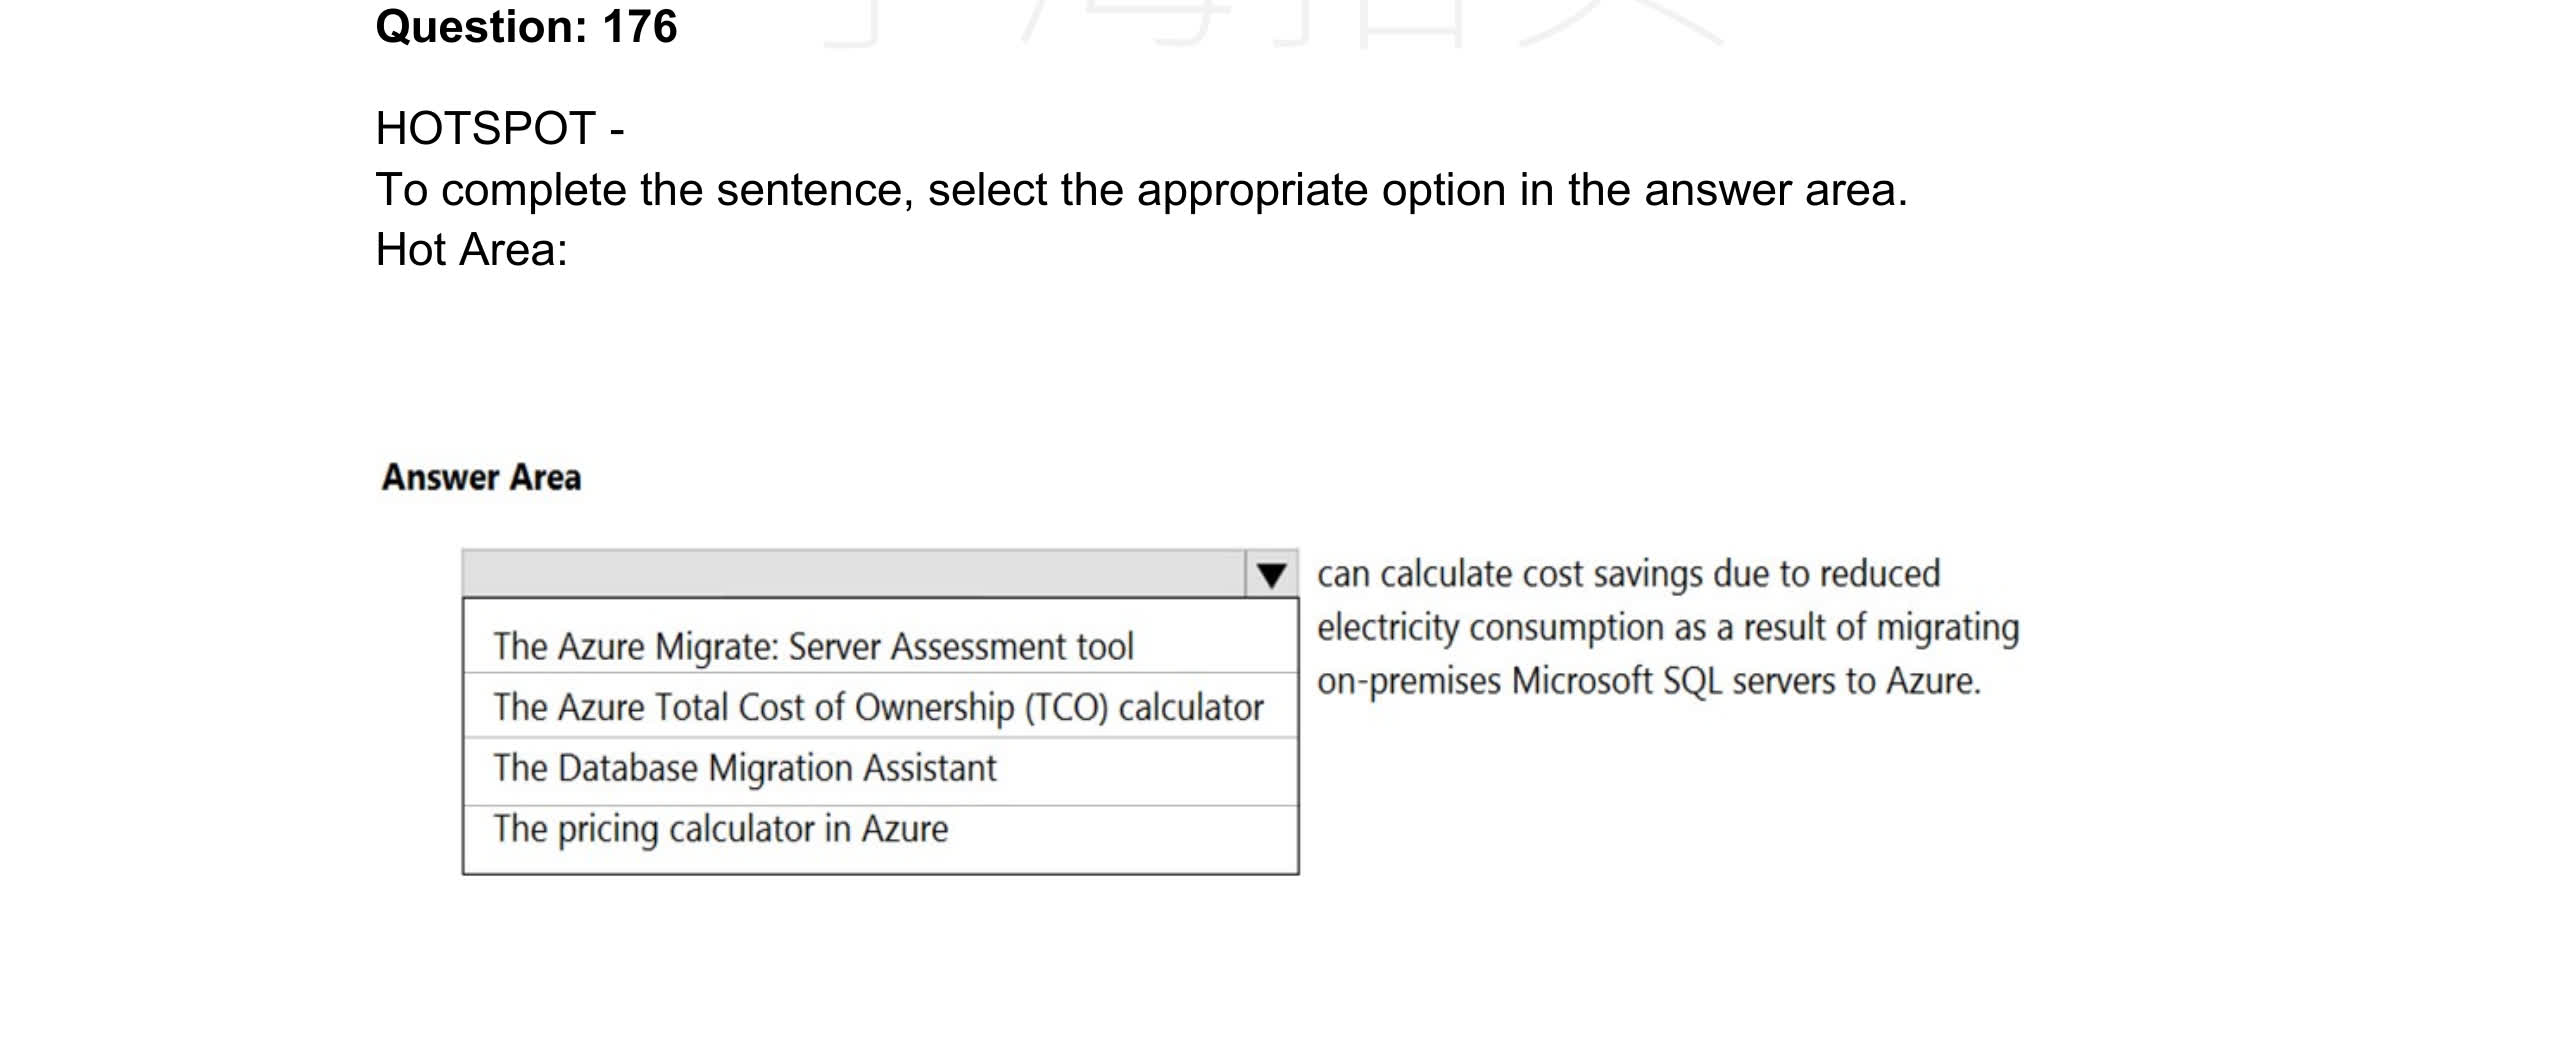 Question: 176
HOTSPOT -
To complete the sentence, select the appropriate option in the answer area.
Hot Area:
Answer Area
can calculate cost savings due to reduced
electricity consumption as a result of migrating
on-premises Microsoft SQL servers to Azure.
The Azure Migrate: Server Assessment tool
The Azure Total Cost of Ownership (TCO) calculator
The Database Migration Assistant
The pricing calculator in Azure